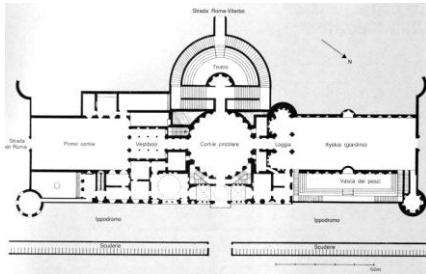 Strada Roma-Viterbo
Teatro
N
Strada
per Roma
Primo cortile
Vestibolo
Cortile circolare
Loggia
Xystus (giardino)
Vasca dei pesci
Ippodromo
Ippodromo
Scuderie
Scuderie
50m